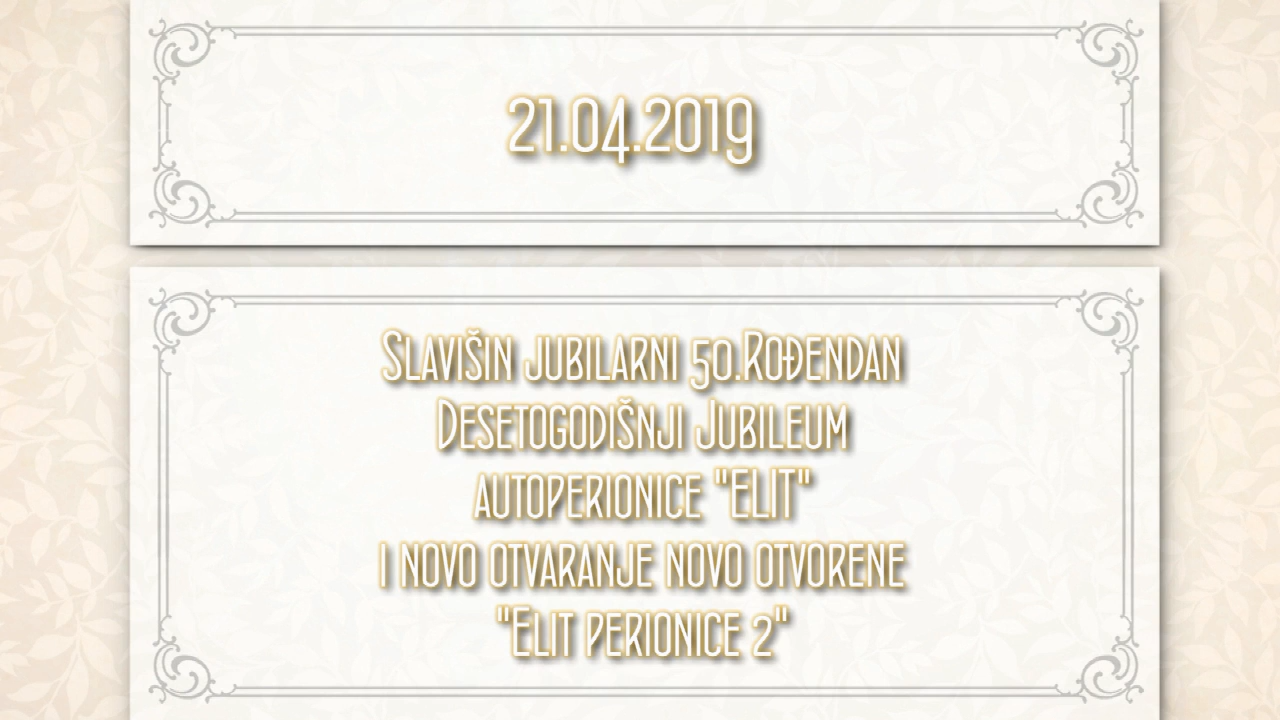 21.04.2019
Slavišin jubilarni 50.Rođendan
Desetogodišnji Jubileum
autoperionice "ELIT"
i novo otvaranje novo otvorene
"Elit perionice 2"